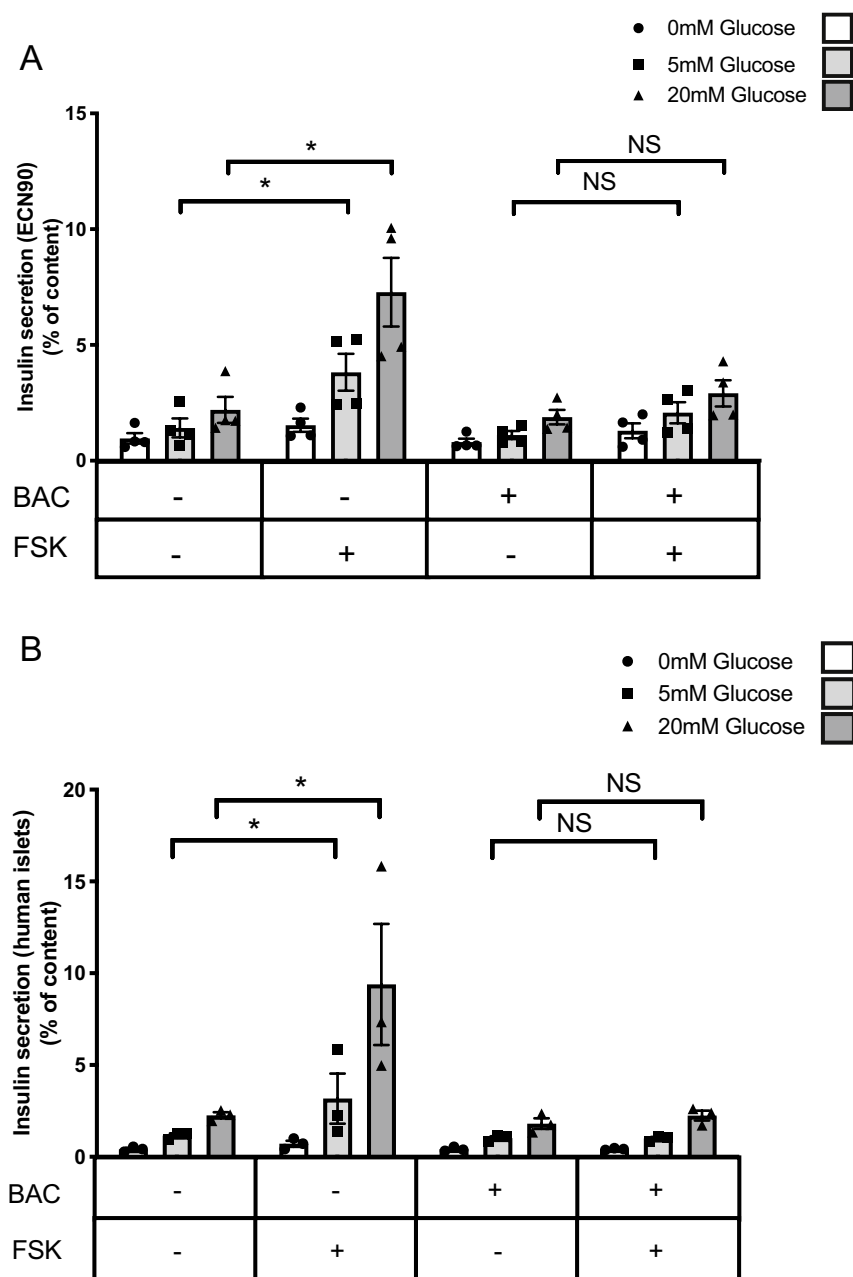 A
0mM Glucose
5mM Glucose
20mM Glucose
Insulin secretion (ECN90)
(% of content)
15
10
5
0
*
*
NS
NS
BAC - - + +
FSK - + - +
B
0mM Glucose
5mM Glucose
20mM Glucose
Insulin secretion (human islets)
(% of content)
20
15
10
5
0
*
*
NS
NS
BAC - - + +
FSK - + - +